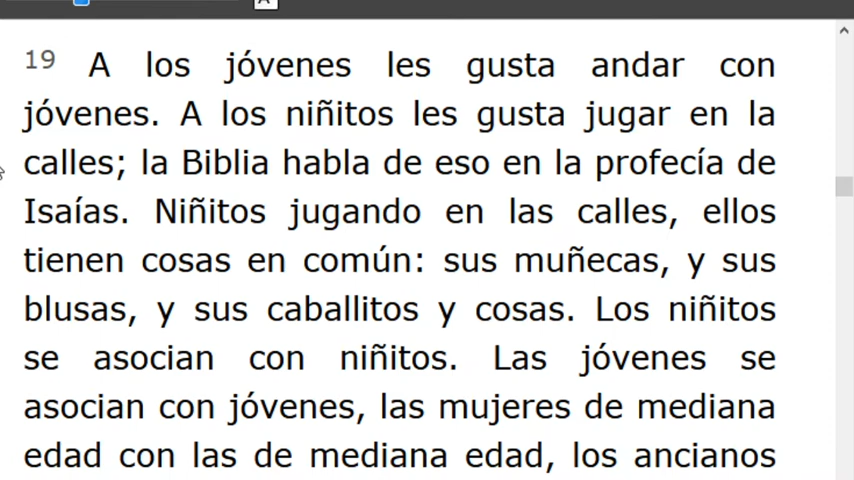 19 A los jóvenes les gusta andar con
jóvenes. A los niñitos les gusta jugar en la
calles; la Biblia habla de eso en la profecía de
Isaías. Niñitos jugando en las calles, ellos
tienen cosas en común: sus muñecas, y sus
blusas, y sus caballitos y cosas. Los niñitos
se asocian con niñitos. Las jóvenes se
asocian con jóvenes, las mujeres de mediana
edad con las de mediana edad, los ancianos